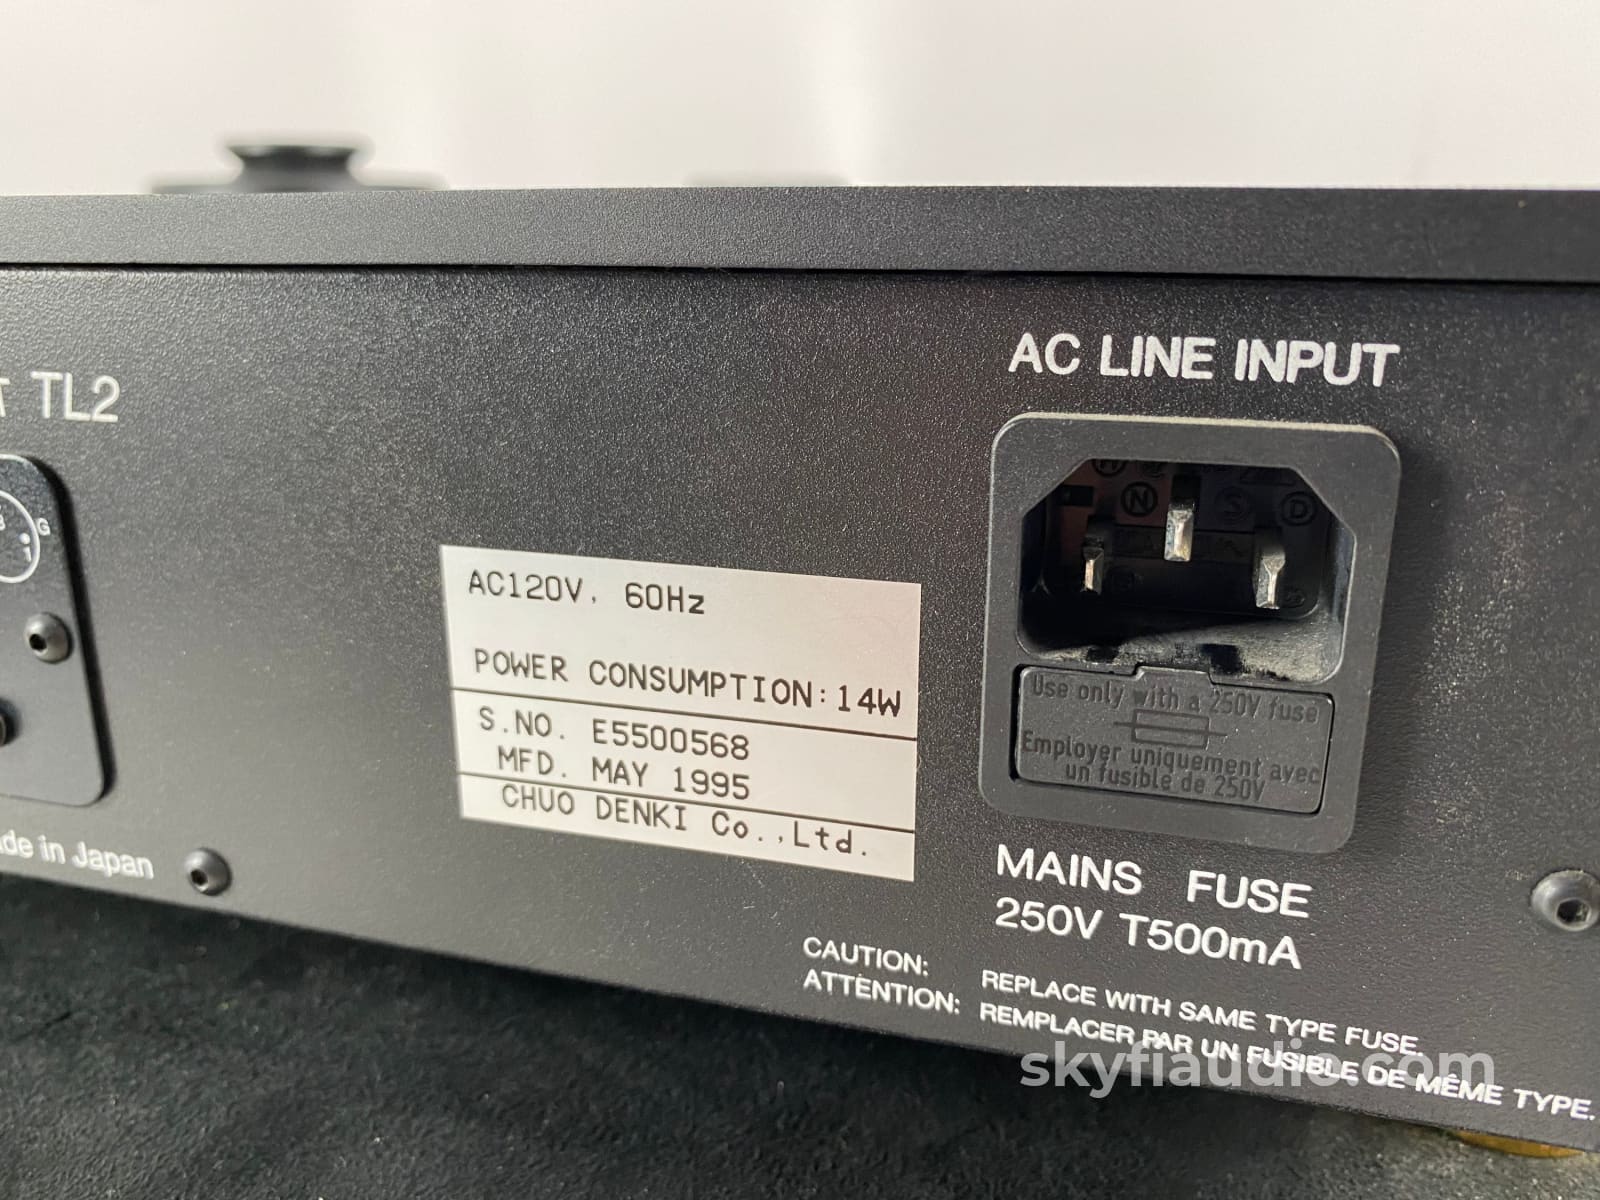 TL2
AC LINE INPUT
N S D
G
AC120V, 60Hz
POWER CONSUMPTION:14W
S.NO. E5500568
MFD. MAY 1995
CHUO DENKI Co.,Ltd.
Use only with a 250V fuse
Employer uniquement avec
un fusible de 250V
in Japan
MAINS FUSE
250V T500mA
CAUTION: REPLACE WITH SAME TYPE FUSE.
ATTENTION: REMPLACER PAR UN FUSIBLE DE MÊME TYPE.
skyfiaudio.com